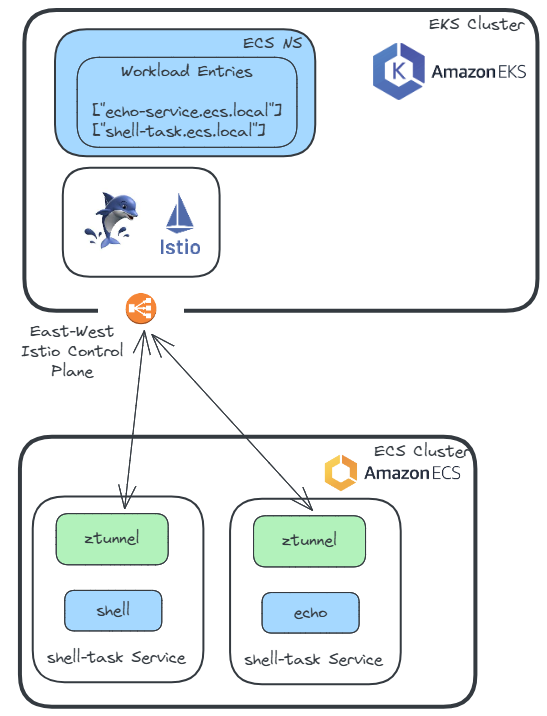 EKS Cluster
ECS NS
Workload Entries
["echo-service.ecs.local"]
["shell-task.ecs.local"]
K
Amazon EKS
Istio
East-West
Istio Control
Plane
ECS Cluster
Amazon ECS
ztunnel
shell
shell-task Service
ztunnel
echo
shell-task Service